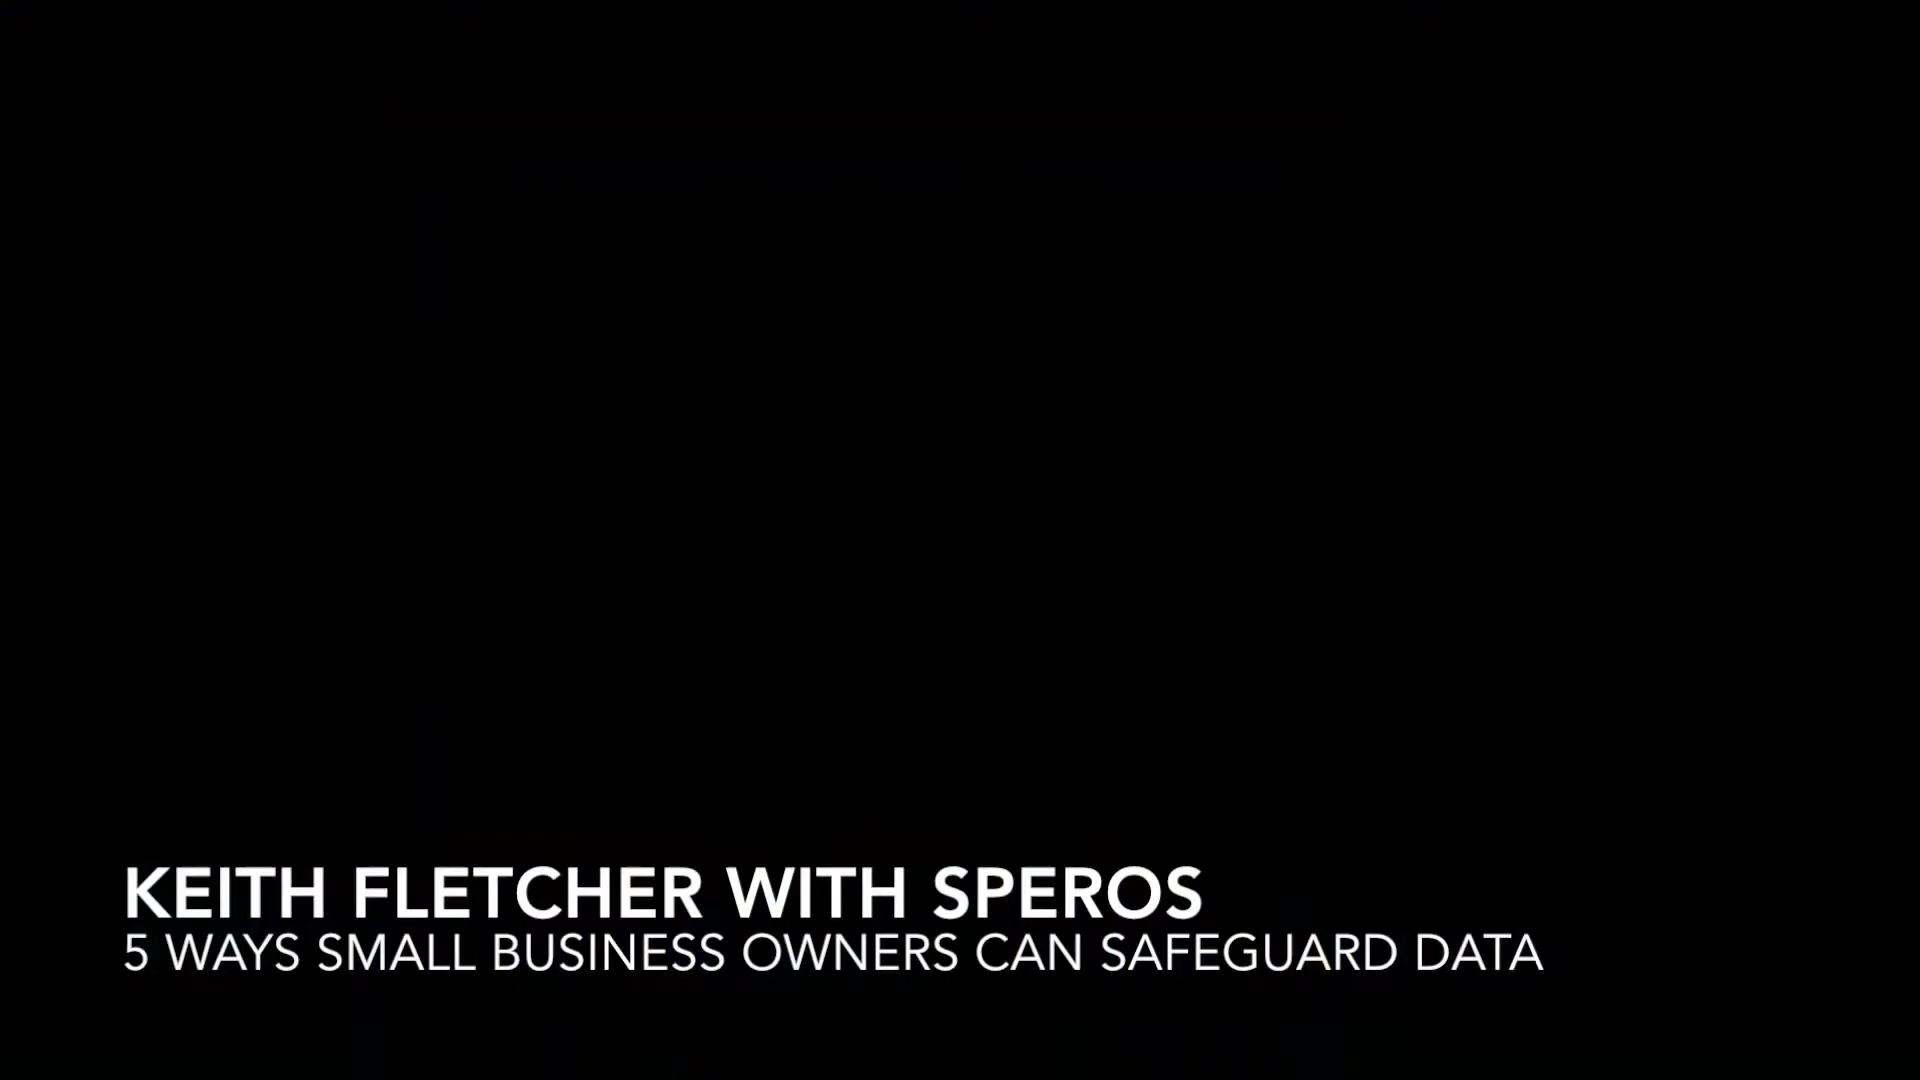 KEITH FLETCHER WITH SPEROS
5 WAYS SMALL BUSINESS OWNERS CAN SAFEGUARD DATA